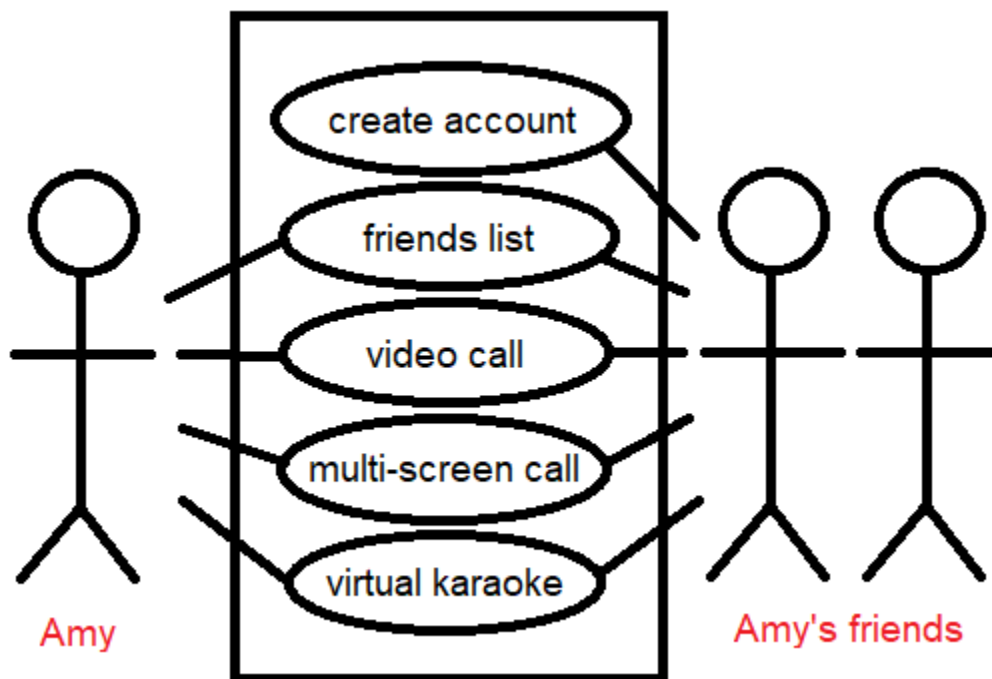 create account
friends list
video call
multi-screen call
virtual karaoke
Amy
Amy's friends